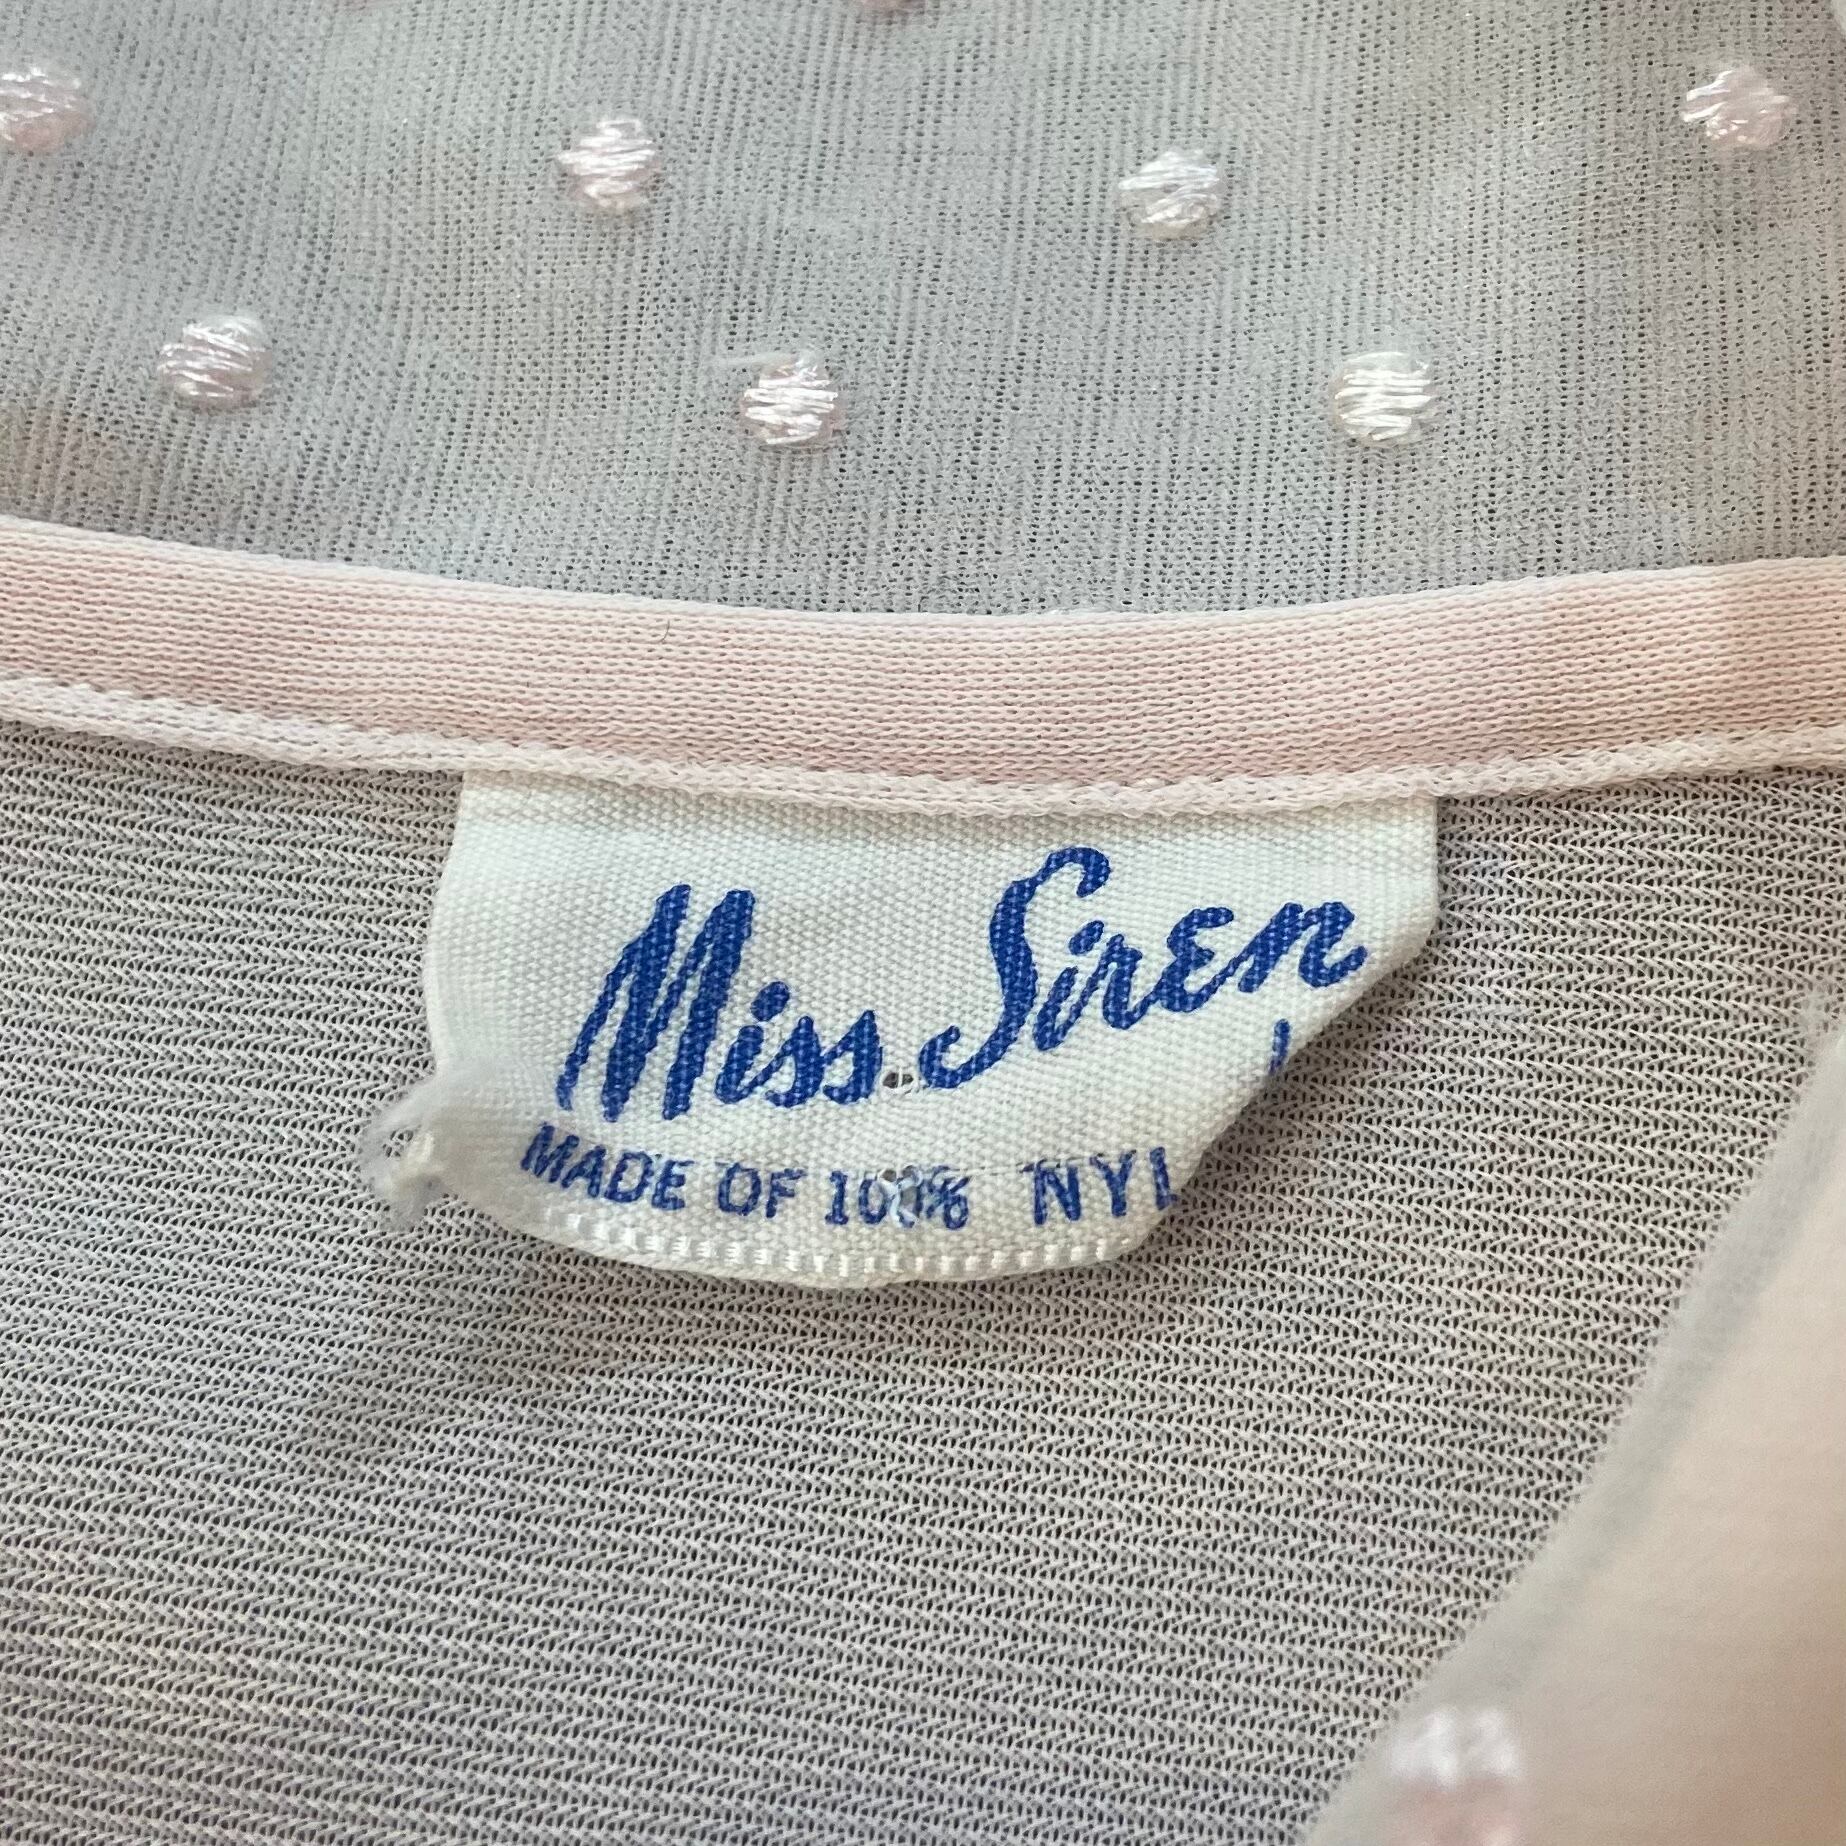 Miss Siren
MADE OF 100% NYL